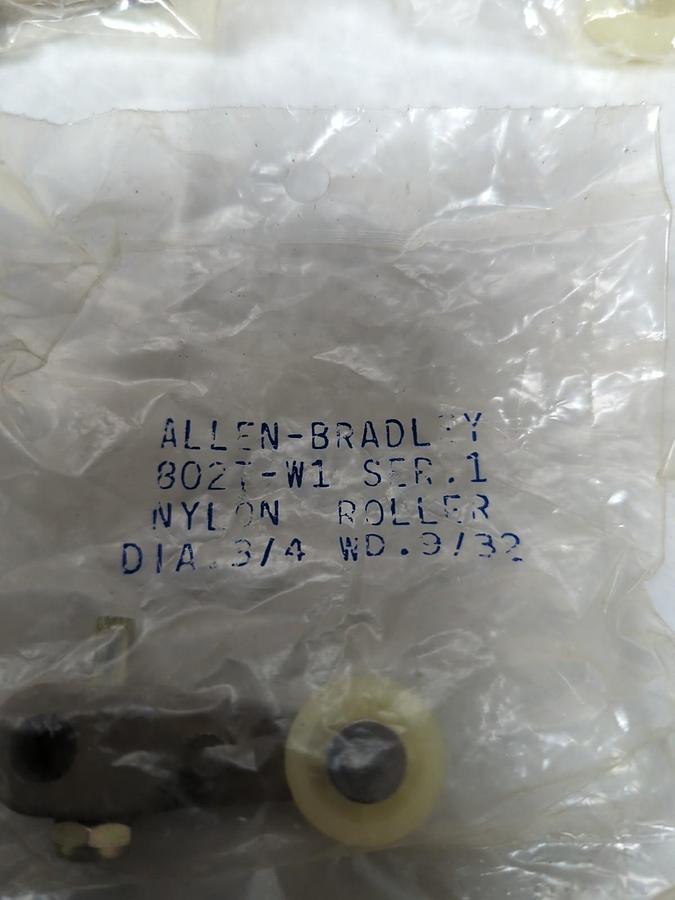 ALLEN-BRADLEY
802T-W1 SER.1
NYLON ROLLER
DIA.3/4 WD.9/32